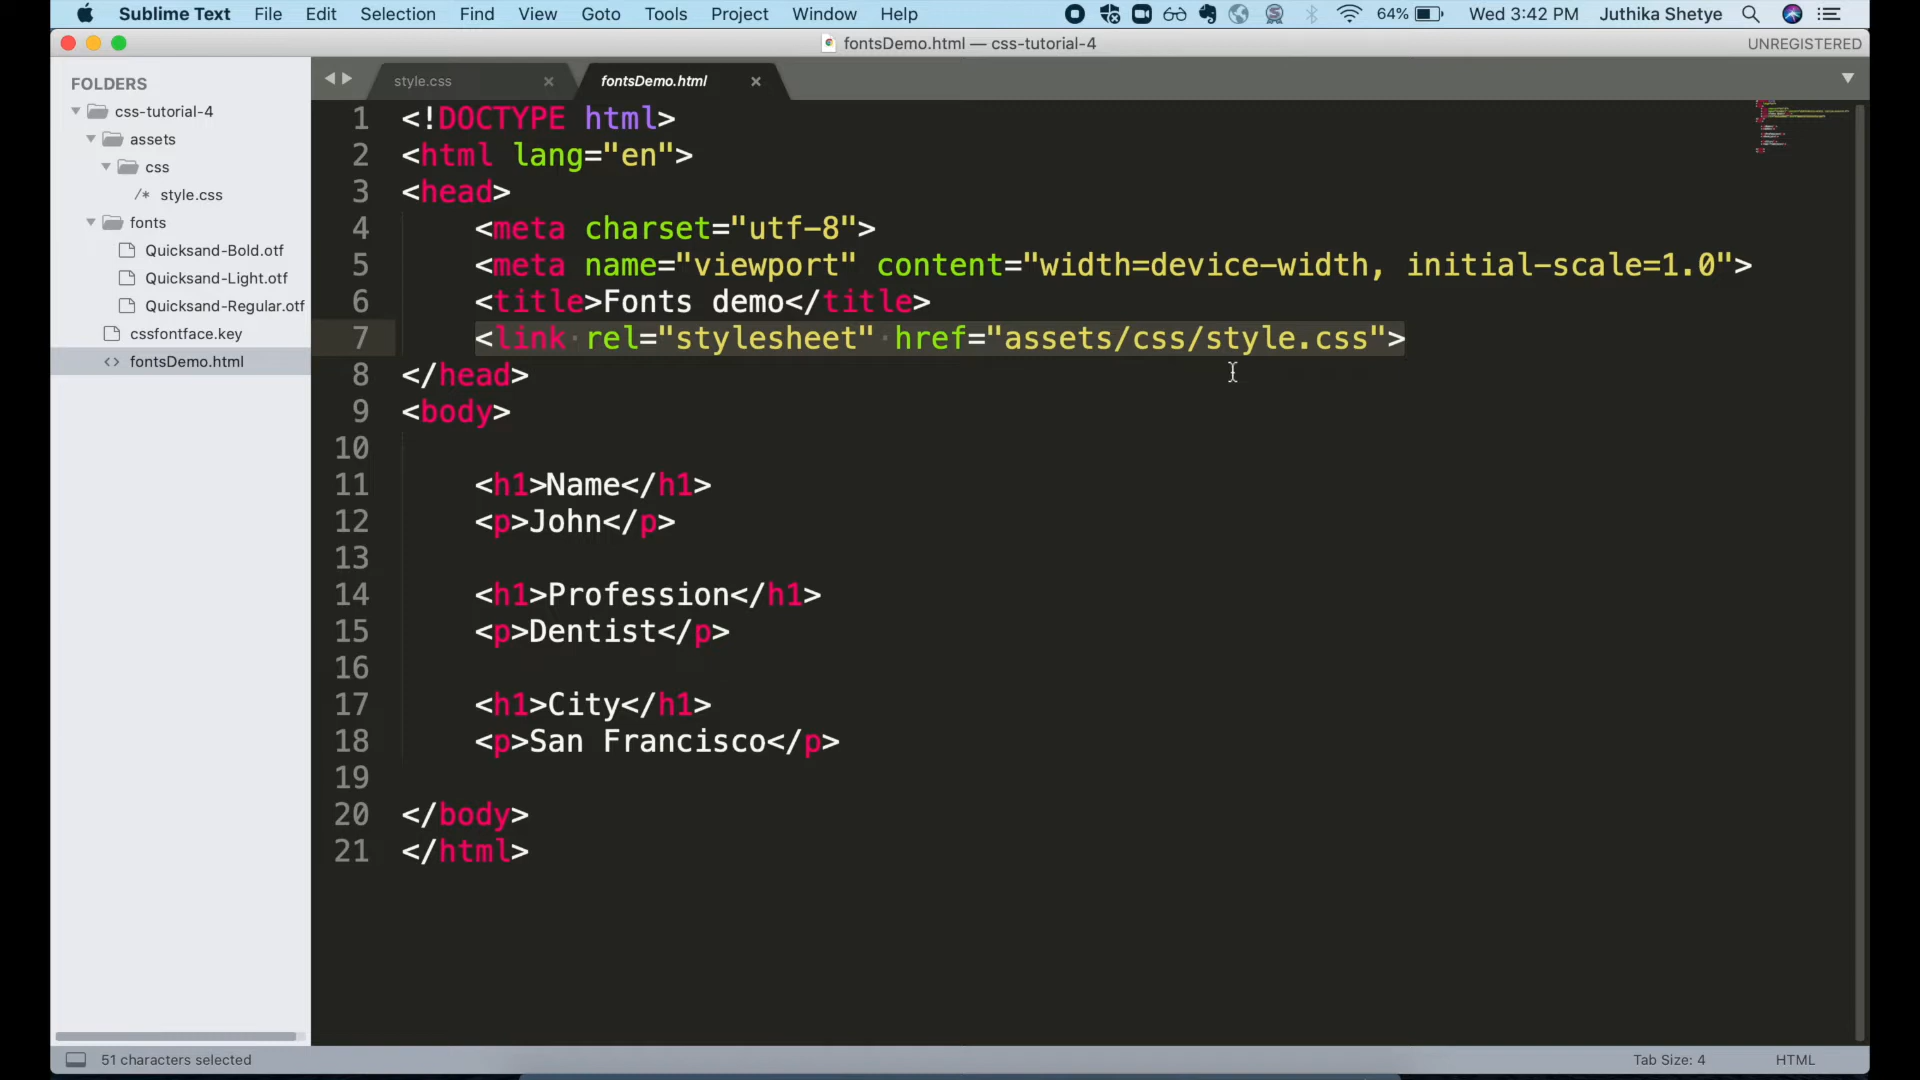 Sublime Text File Edit Selection Find View Goto Tools Project Window Help 64% Wed 3:42 PM Juthika Shetye
fontsDemo.html — css-tutorial-4 UNREGISTERED
FOLDERS
css-tutorial-4
assets
css
/* style.css
fonts
Quicksand-Bold.otf
Quicksand-Light.otf
Quicksand-Regular.otf
cssfontface.key
<> fontsDemo.html
style.css × fontsDemo.html ×
1 <!DOCTYPE html>
2 <html lang="en">
3 <head>
4 <meta charset="utf-8">
5 <meta name="viewport" content="width=device-width, initial-scale=1.0">
6 <title>Fonts demo</title>
7 <link rel="stylesheet" href="assets/css/style.css">
8 </head>
9 <body>
10
11 <h1>Name</h1>
12 <p>John</p>
13
14 <h1>Profession</h1>
15 <p>Dentist</p>
16
17 <h1>City</h1>
18 <p>San Francisco</p>
19
20 </body>
21 </html>
51 characters selected Tab Size: 4 HTML